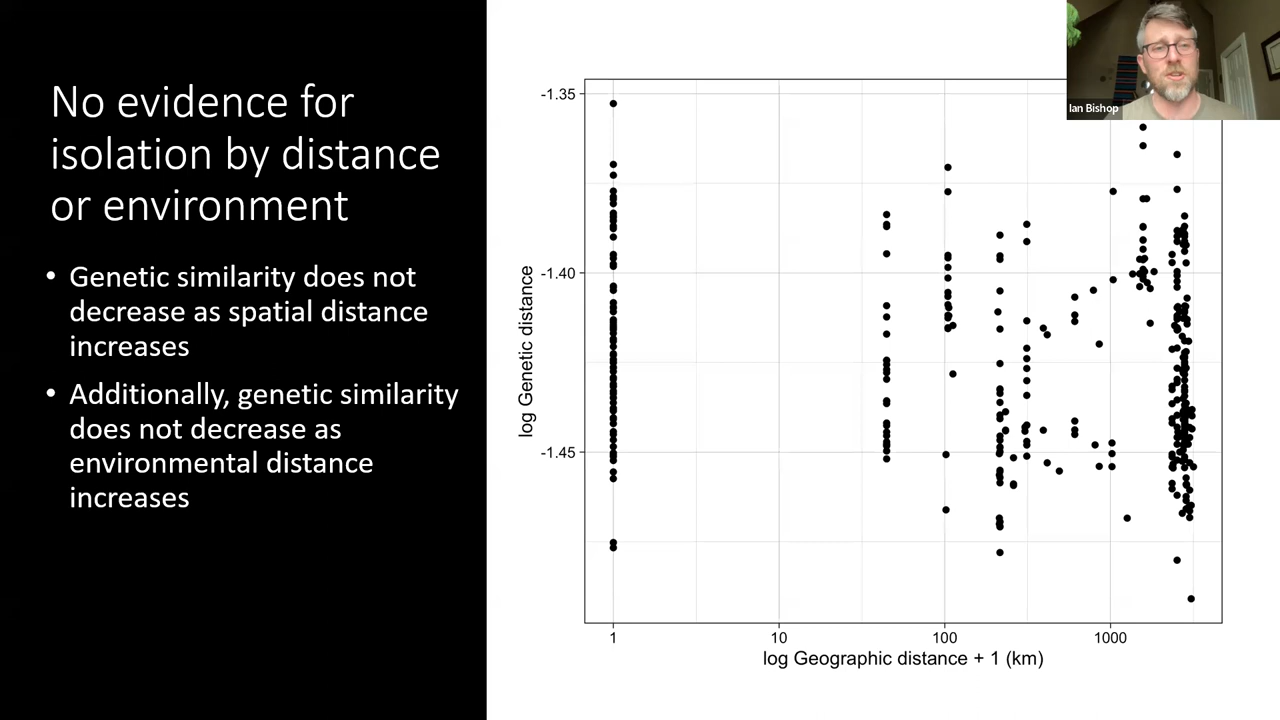 No evidence for
isolation by distance
or environment
• Genetic similarity does not
decrease as spatial distance
increases
• Additionally, genetic similarity
does not decrease as
environmental distance
increases
-1.35
-1.40
-1.45
log Genetic distance
1
10
100
1000
log Geographic distance + 1 (km)
Ian Bishop